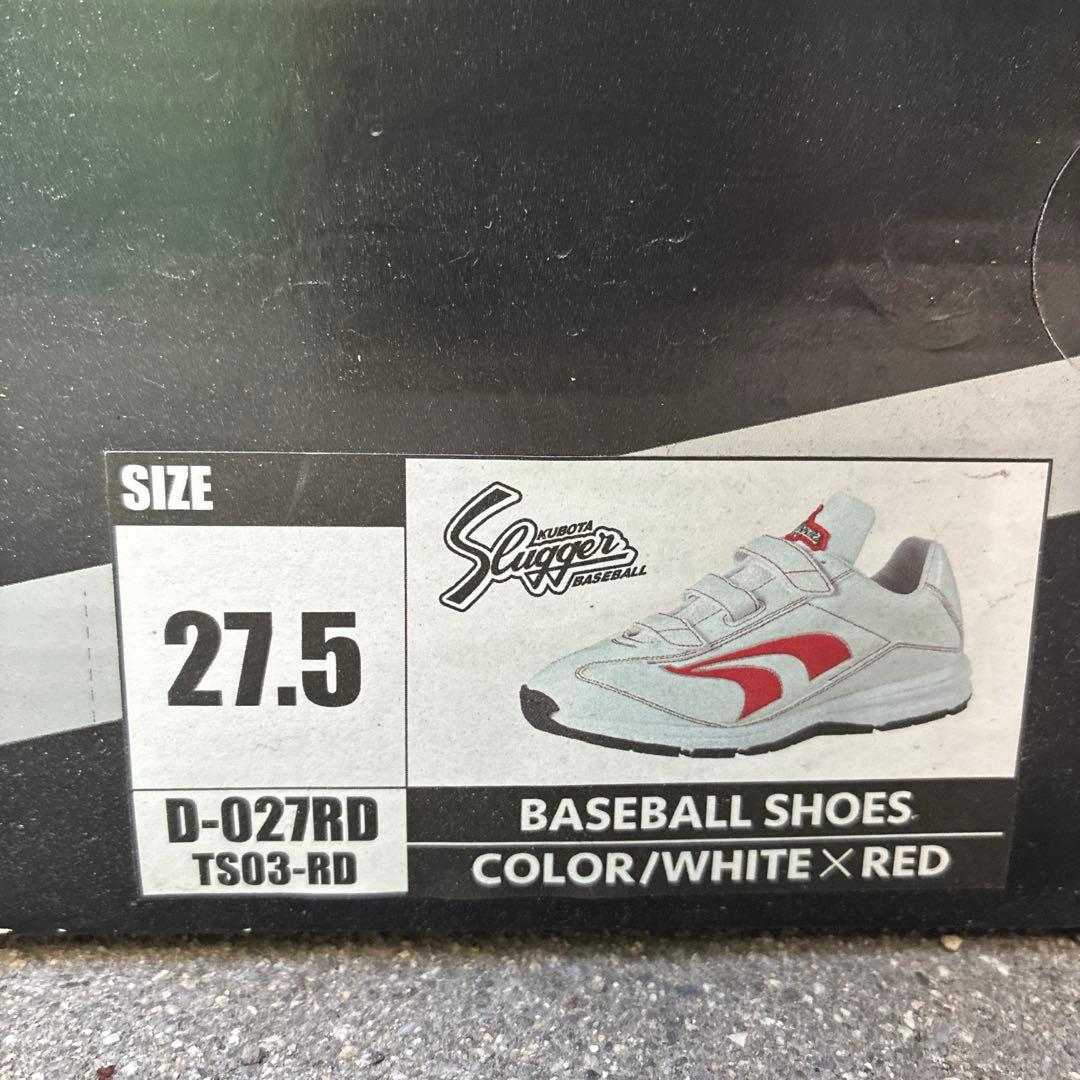 SIZE
27.5
D-027RD
TS03-RD
KUBOTA
Slugger
BASEBALL
BASEBALL SHOES
COLOR/WHITE×RED